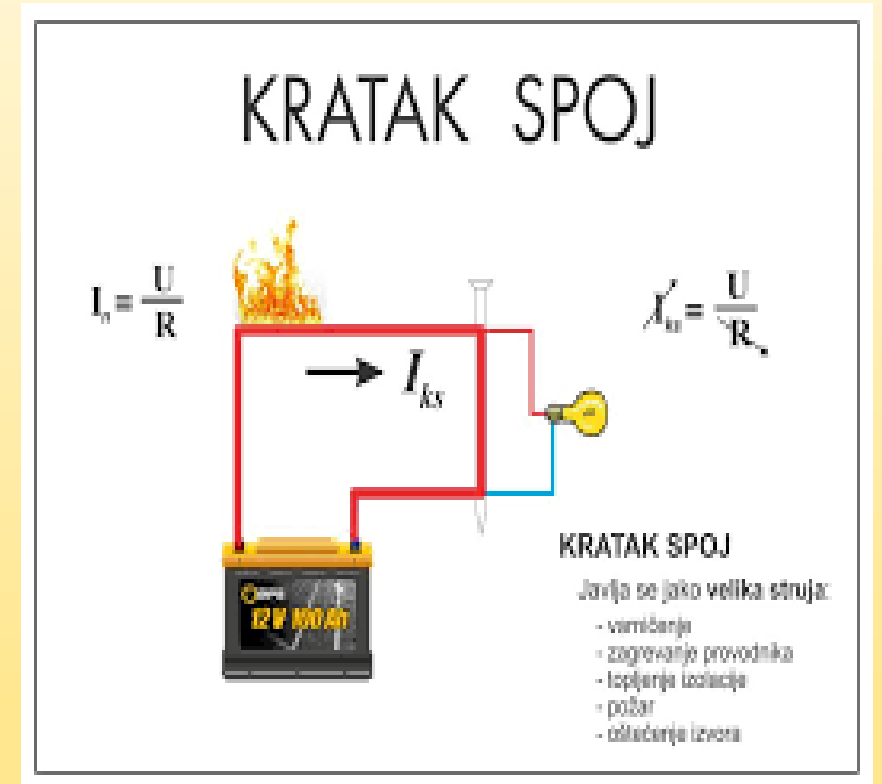 KRATAK SPOJ
Iₙ = U/R
Iks = U/R
Iks
12 V 100 Ah
KRATAK SPOJ
Javlja se jako velika struja:
- varničenje
- zagrevanje provodnika
- topljenje izolacije
- požar
- oštećenje izvora